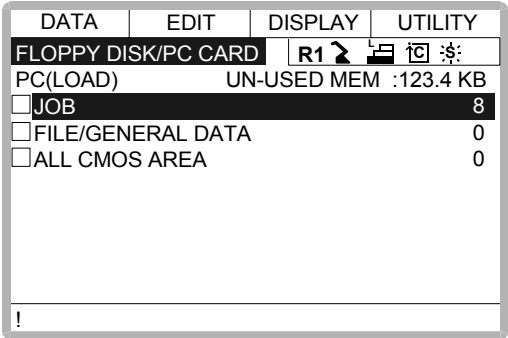 DATA EDIT DISPLAY UTILITY
FLOPPY DISK/PC CARD R1 C S
PC(LOAD) UN-USED MEM :123.4 KB
JOB 8
FILE/GENERAL DATA 0
ALL CMOS AREA 0
!